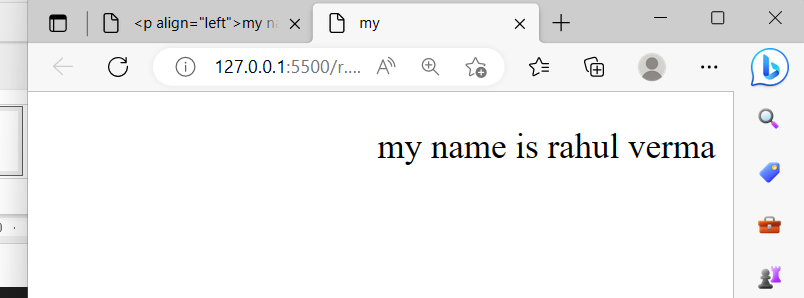 <p align="left">my n
my
127.0.0.1:5500/r....
my name is rahul verma